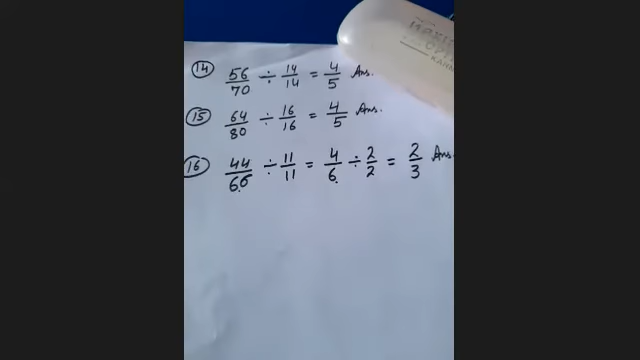 14 56/70 ÷ 14/14 = 4/5 Ans.
15 64/80 ÷ 16/16 = 4/5 Ans.
16 44/66 ÷ 11/11 = 4/6 ÷ 2/2 = 2/3 Ans.